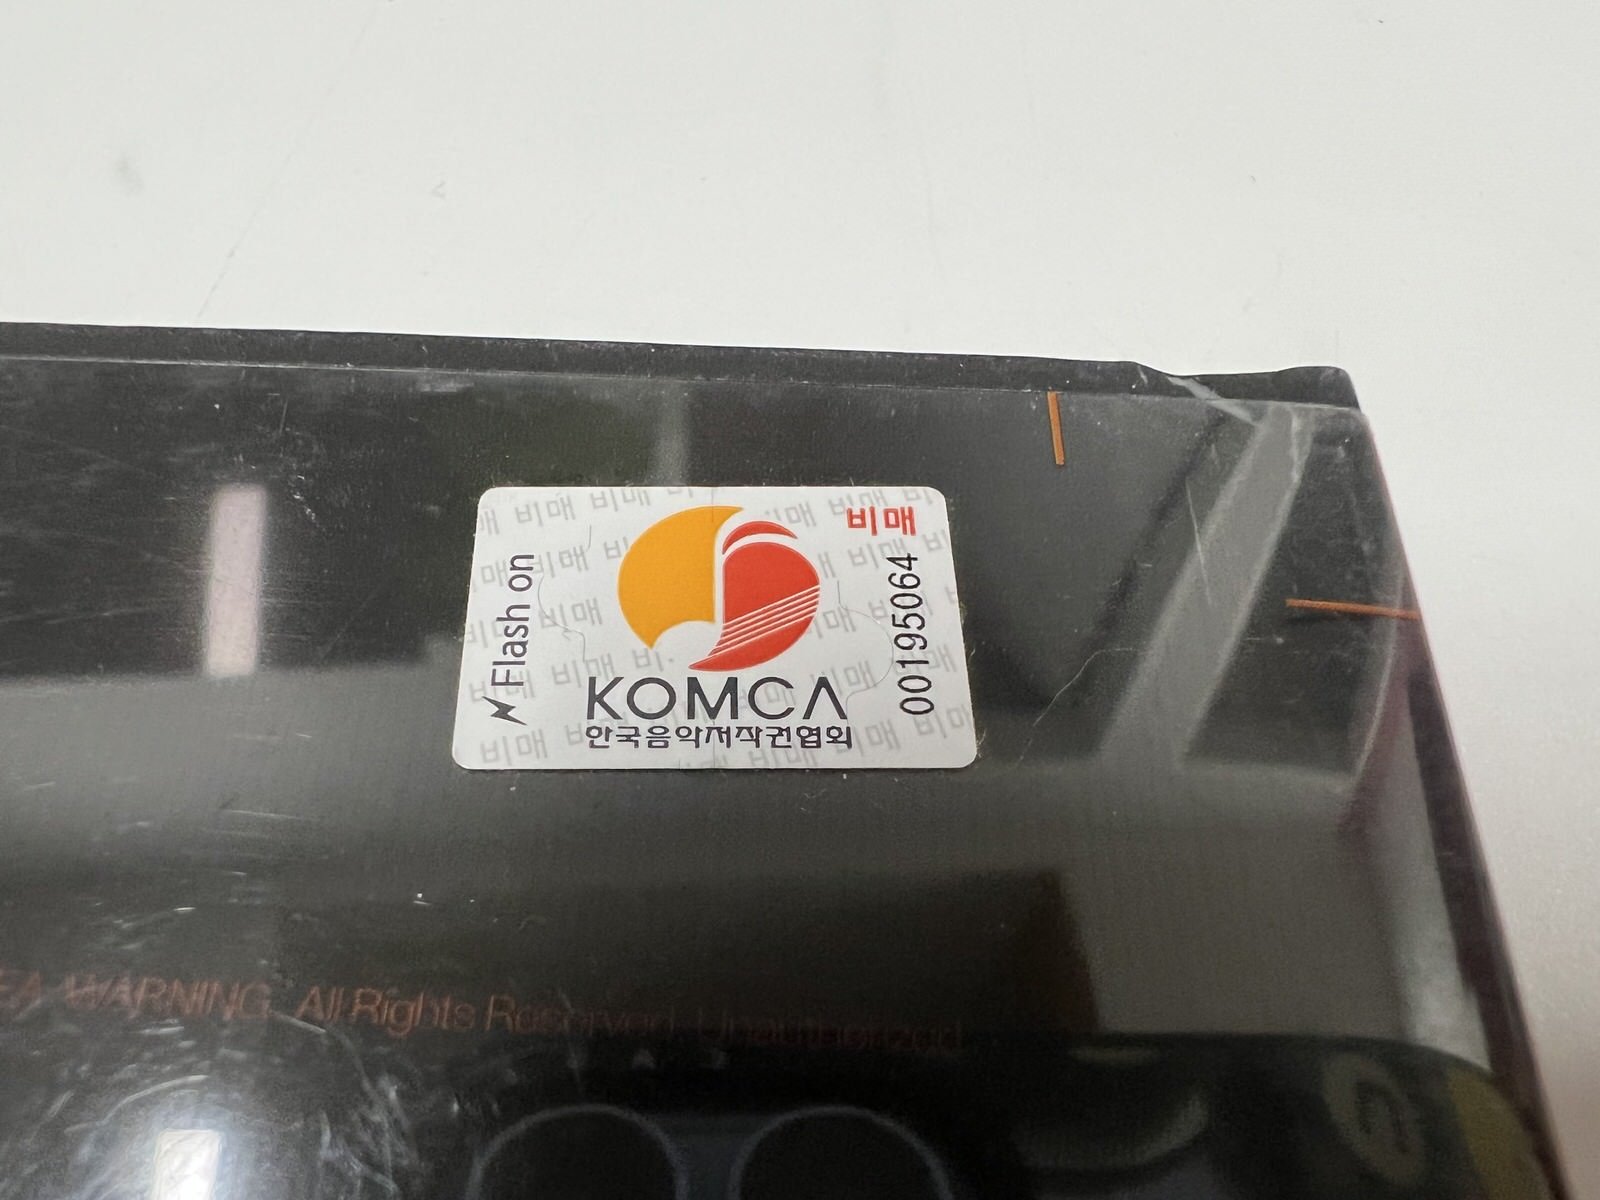 비매
Flash on
00195064
KOMCA
한국음악저작권협회
WARNING. All Rights Reserved. Unauthorized